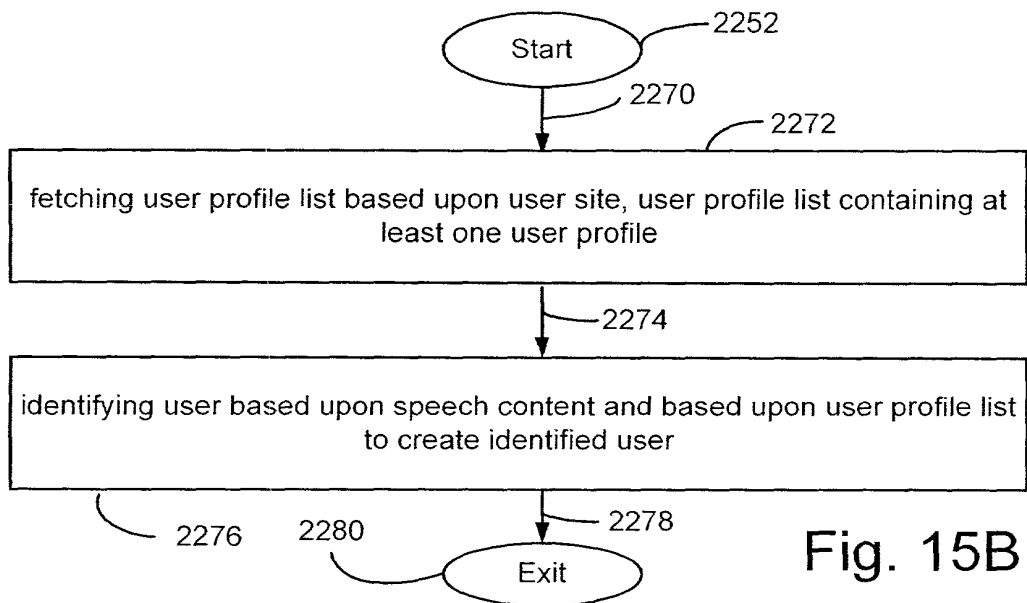 2252
Start
2270
2272
fetching user profile list based upon user site, user profile list containing at
least one user profile
2274
identifying user based upon speech content and based upon user profile list
to create identified user
2276
2280
2278
Exit
Fig. 15B